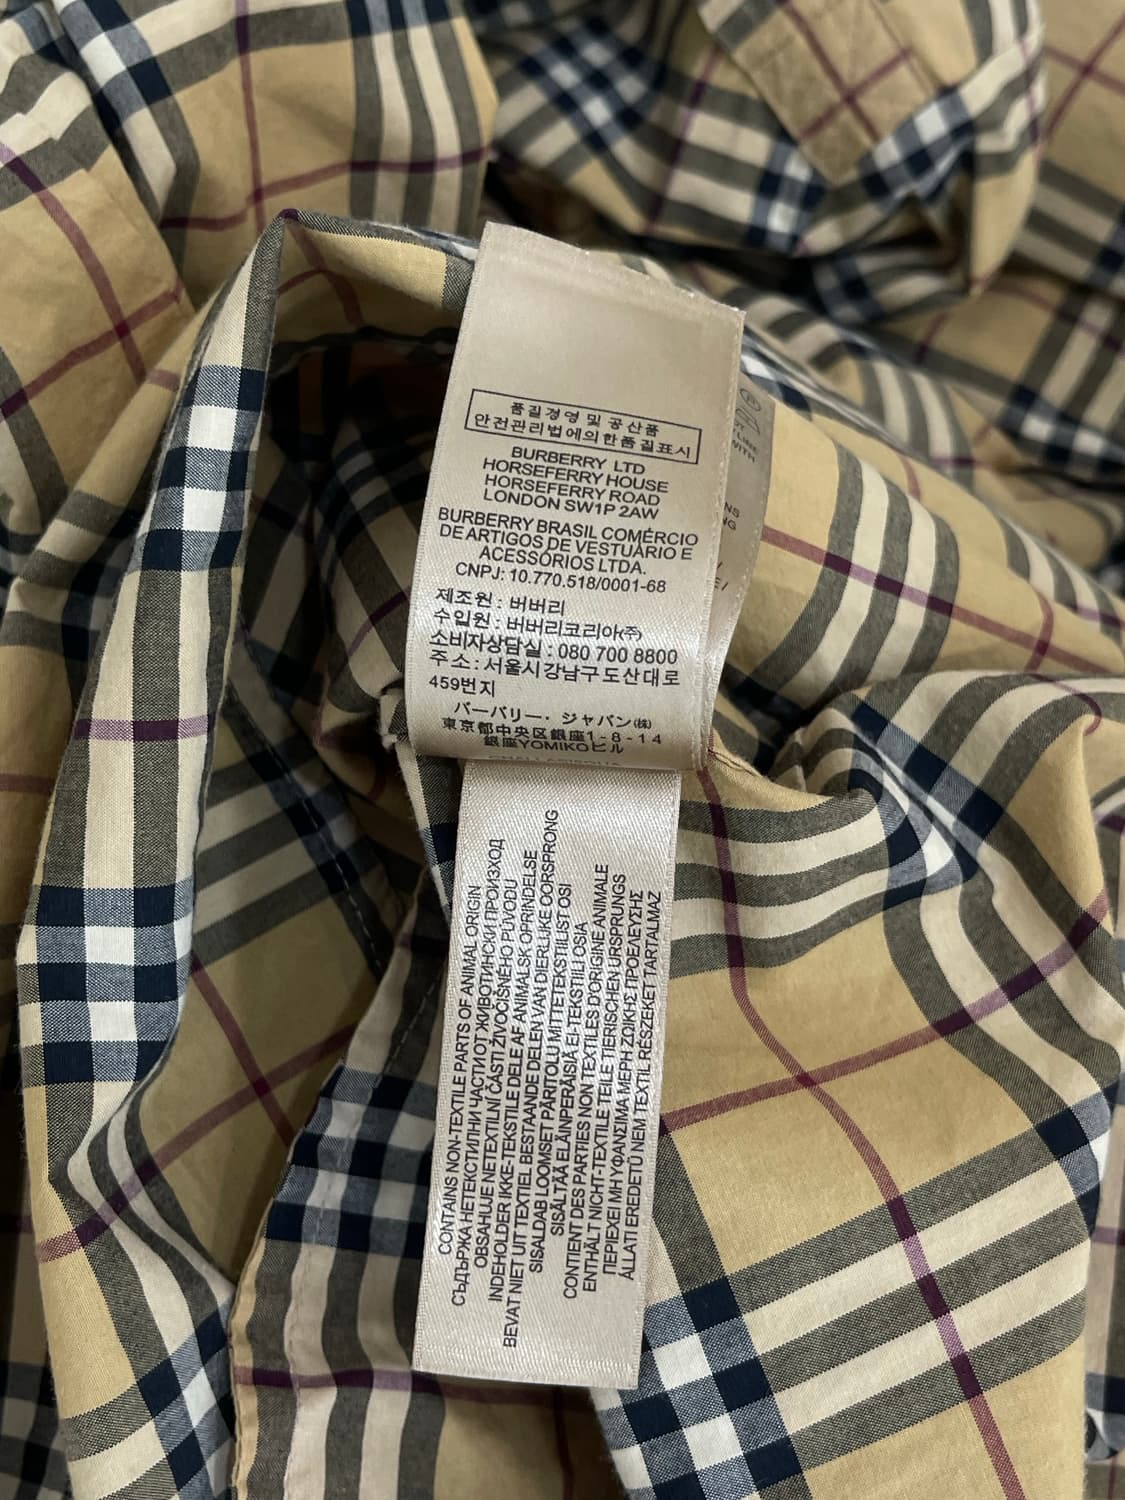 품질경영 및 공산품
안전관리법에의한품질표시
BURBERRY LTD
HORSEFERRY HOUSE
HORSEFERRY ROAD
LONDON SW1P 2AW
BURBERRY BRASIL COMÉRCIO
DE ARTIGOS DE VESTUÁRIO E
ACESSÓRIOS LTDA.
CNPJ: 10.770.518/0001-68
제조원 : 버버리
수입원 : 버버리코리아(주)
소비자상담실 : 080 700 8800
주소 : 서울시강남구도산대로
459번지
バーバリー・ジャパン(株)
東京都中央区銀座1-8-14
銀座YOMIKOビル
CONTAINS NON-TEXTILE PARTS OF ANIMAL ORIGIN
СЪДЪРЖА НЕТЕКСТИЛНИ ЧАСТИ ОТ ЖИВОТИНСКИ ПРОИЗХОД
OBSAHUJE NETEXTILNÍ ČÁSTI ŽIVOČIŠNÉHO PŮVODU
INDEHOLDER IKKE-TEKSTILE DELE AF ANIMALSK OPRINDELSE
BEVAT NIET UIT TEXTIEL BESTAANDE DELEN VAN DIERLIJKE OORSPRONG
SISALDAB LOOMSET PÄRTOLU MITTETEKSTIILIST OSI
SISÄLTÄÄ ELÄINPERÄISIÄ EI-TEKSTIILIOSIA
CONTIENT DES PARTIES NON TEXTILES D'ORIGINE ANIMALE
ENTHÄLT NICHT-TEXTILE TEILE TIERISCHEN URSPRUNGS
ΠΕΡΙΕΧΕΙ ΜΗ ΥΦΑΝΣΙΜΑ ΜΕΡΗ ΖΩΙΚΗΣ ΠΡΟΕΛΕΥΣΗΣ
ÁLLATI EREDETŰ NEM TEXTIL RÉSZEKET TARTALMAZ
P
WITH